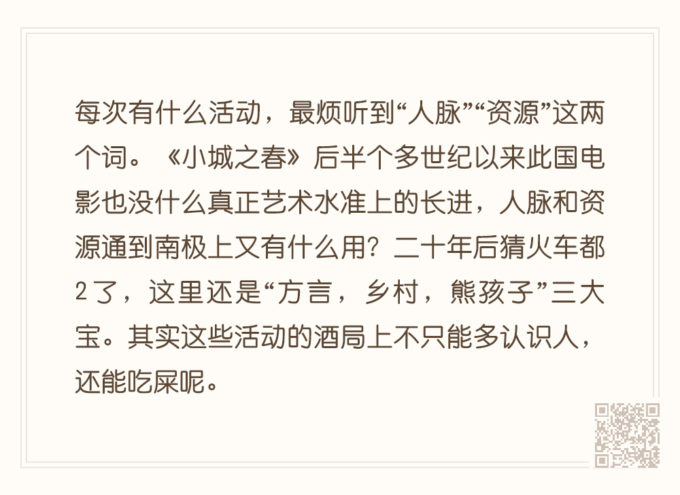 每次有什么活动，最烦听到“人脉”“资源”这两
个词。《小城之春》后半个多世纪以来此国电
影也没什么真正艺术水准上的长进，人脉和资
源通到南极上又有什么用？二十年后猜火车都
2了，这里还是“方言，乡村，熊孩子”三大
宝。其实这些活动的酒局上不只能多认识人，
还能吃屎呢。